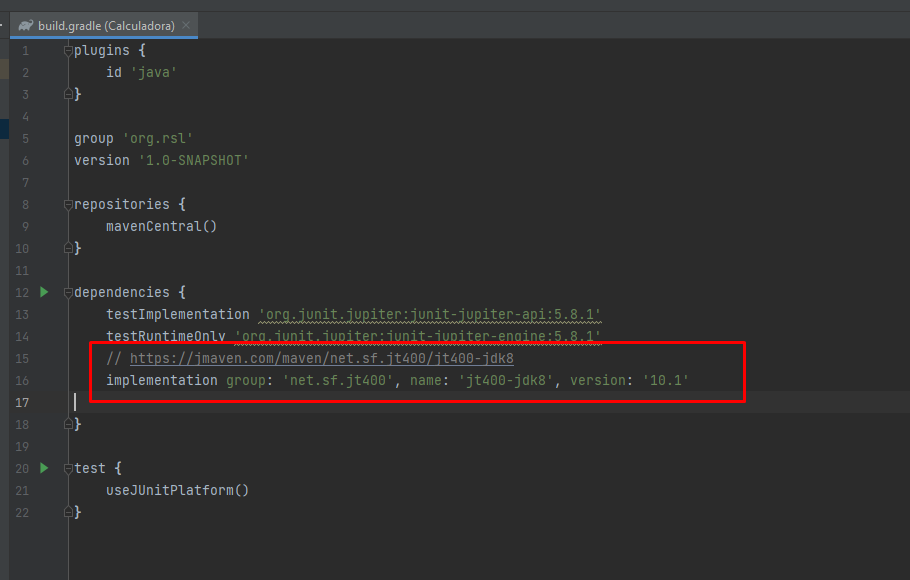 build.gradle (Calculadora)
1 plugins {
2 id 'java'
3 }
4
5 group 'org.rsl'
6 version '1.0-SNAPSHOT'
7
8 repositories {
9 mavenCentral()
10 }
11
12 dependencies {
13 testImplementation 'org.junit.jupiter:junit-jupiter-api:5.8.1'
14 testRuntimeOnly 'org.junit.jupiter:junit-jupiter-engine:5.8.1'
15 // https://jmaven.com/maven/net.sf.jt400/jt400-jdk8
16 implementation group: 'net.sf.jt400', name: 'jt400-jdk8', version: '10.1'
17
18 }
19
20 test {
21 useJUnitPlatform()
22 }